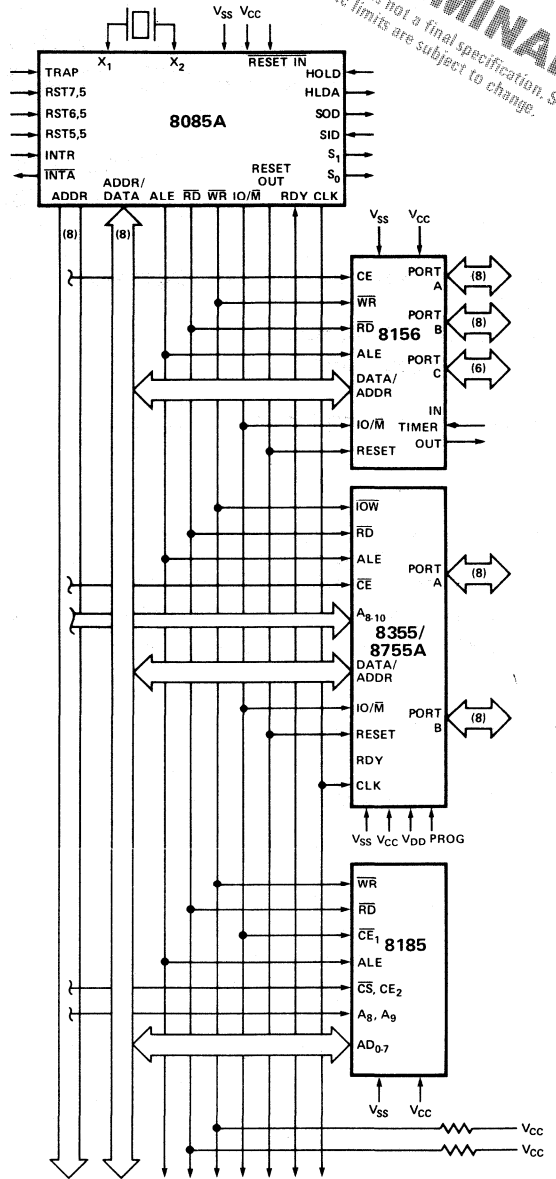 MINAR
is not a final specification. S
ic limits are subject to change.
VSS VCC
X1 X2 RESET IN
TRAP HOLD
RST7,5 HLDA
RST6,5 8085A SOD
RST5,5 SID
INTR RESET S1
INTA ADDR/ OUT S0
ADDR DATA ALE RD WR IO/M RDY CLK
(8) (8)
VSS VCC
CE PORT A (8)
WR PORT B (8)
RD 8156
ALE PORT C (6)
DATA/
ADDR
IN
IO/M TIMER
RESET OUT
IOW
RD
ALE PORT A (8)
CE
A8-10
8355/
8755A
DATA/
ADDR
IO/M PORT B (8)
RESET
RDY
CLK
VSS VCC VDD PROG
WR
RD
CE1 8185
ALE
CS, CE2
A8, A9
AD0-7
VSS VCC
VCC
VCC